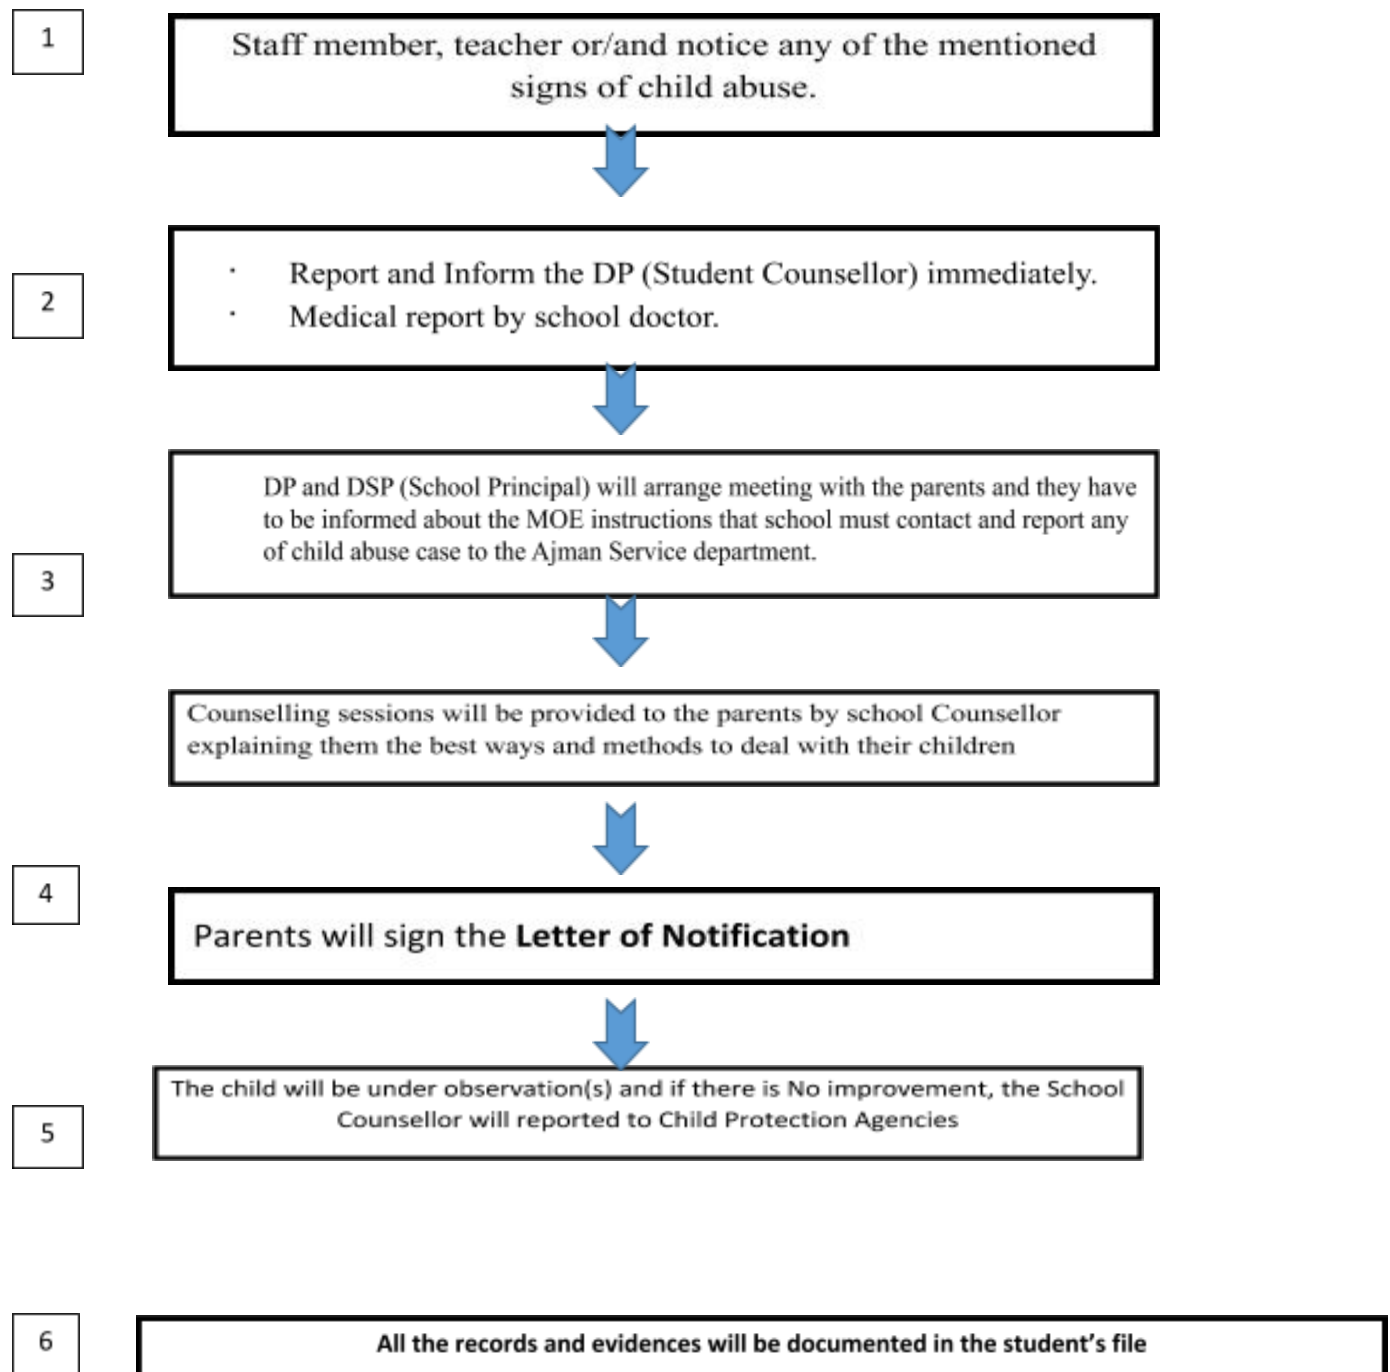 1
Staff member, teacher or/and notice any of the mentioned
signs of child abuse.
2
· Report and Inform the DP (Student Counsellor) immediately.
· Medical report by school doctor.
3
DP and DSP (School Principal) will arrange meeting with the parents and they have
to be informed about the MOE instructions that school must contact and report any
of child abuse case to the Ajman Service department.
Counselling sessions will be provided to the parents by school Counsellor
explaining them the best ways and methods to deal with their children
4
Parents will sign the Letter of Notification
5
The child will be under observation(s) and if there is No improvement, the School
Counsellor will reported to Child Protection Agencies
6
All the records and evidences will be documented in the student's file